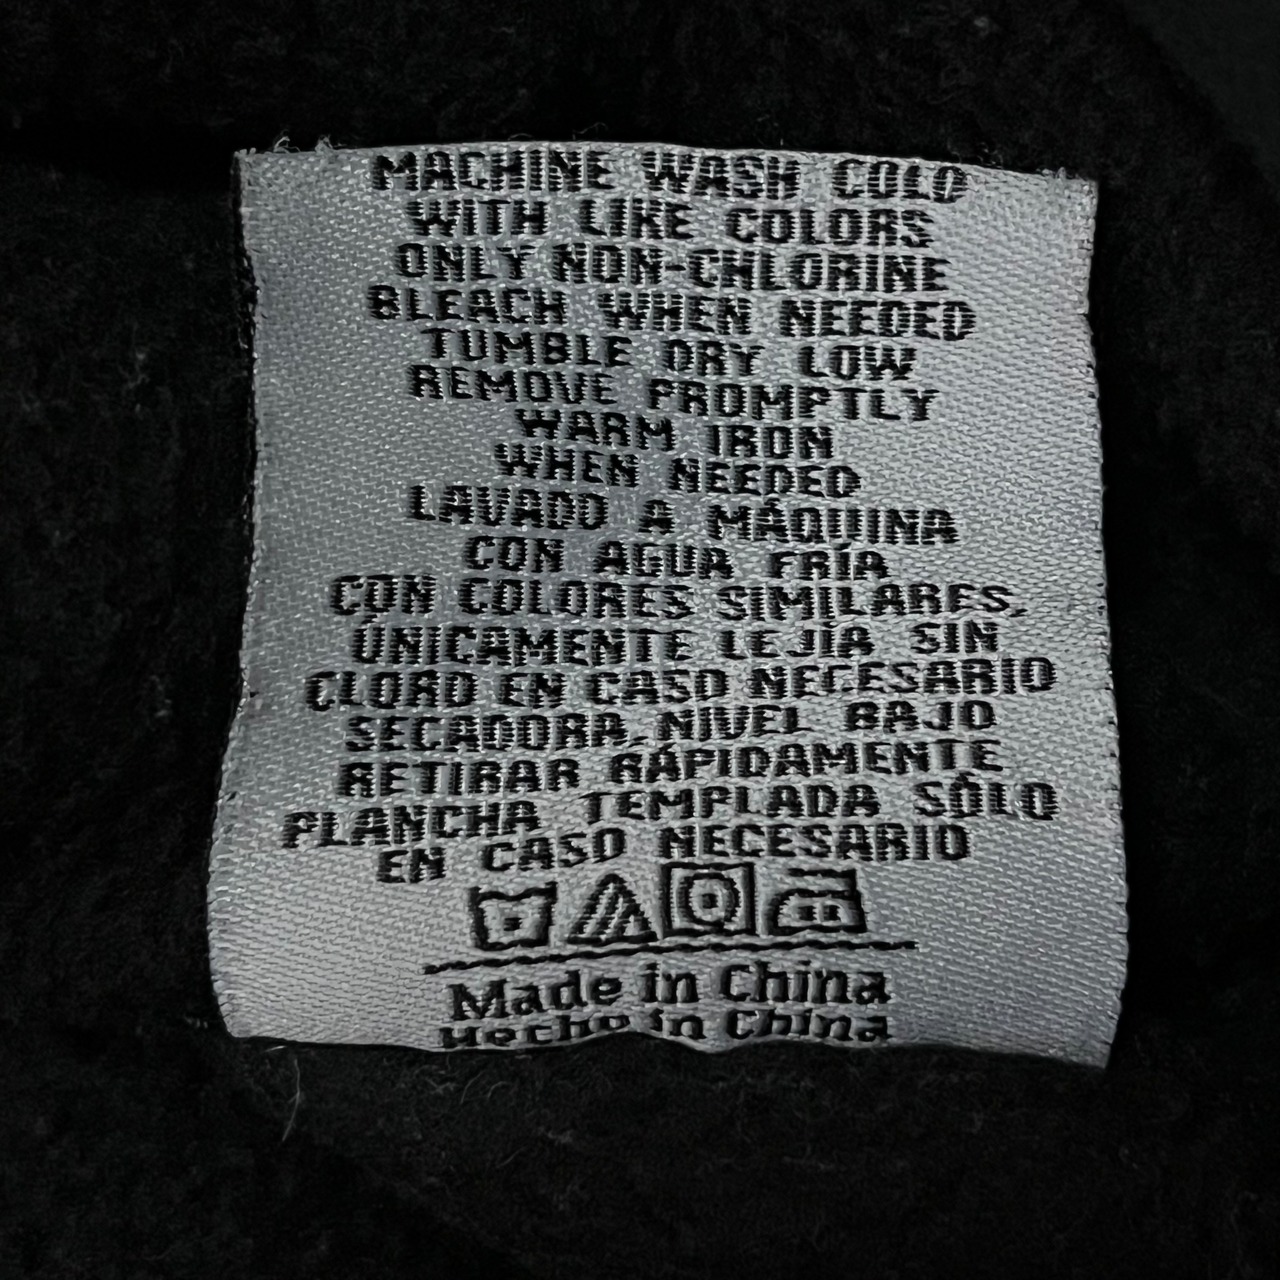 MACHINE WASH COLD
WITH LIKE COLORS
ONLY NON-CHLORINE
BLEACH WHEN NEEDED
TUMBLE DRY LOW
REMOVE PROMPTLY
WARM IRON
WHEN NEEDED
LAVADO A MÁQUINA
CON AGUA FRÍA
CON COLORES SIMILARES,
ÚNICAMENTE LEJÍA SIN
CLORO EN CASO NECESARIO
SECADORA, NIVEL BAJO
RETIRAR RÁPIDAMENTE
PLANCHA TEMPLADA SÓLO
EN CASO NECESARIO
Made in China
Hecho in China